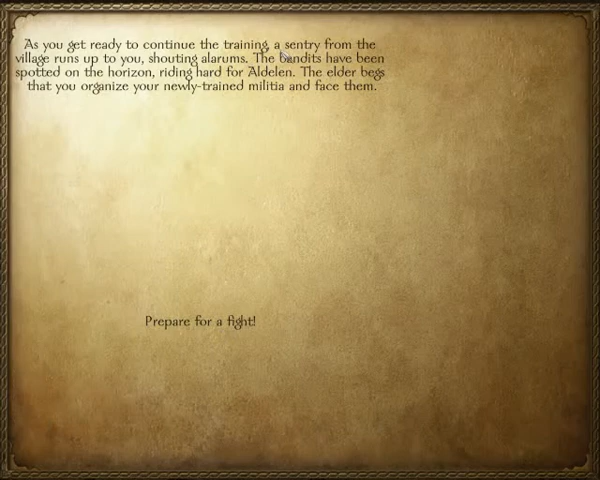 As you get ready to continue the training, a sentry from the
village runs up to you, shouting alarums. The bandits have been
spotted on the horizon, riding hard for Aldelen. The elder begs
that you organize your newly-trained militia and face them.
Prepare for a fight!